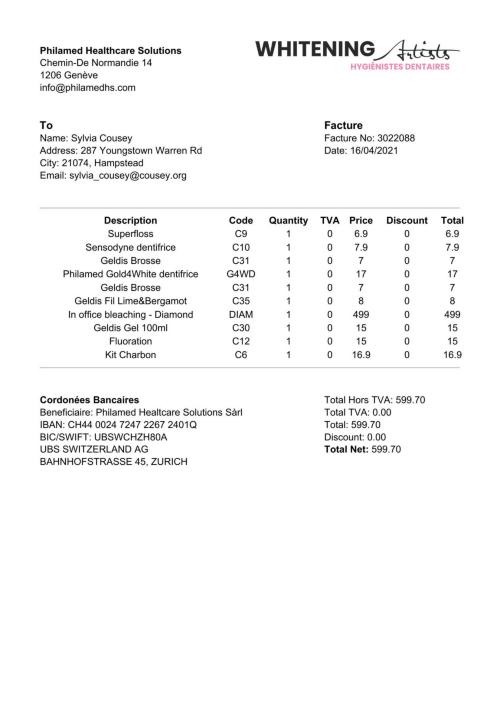 Philamed Healthcare Solutions
Chemin-De Normandie 14
1206 Genève
info@philamedhs.com
WHITENING Artists
HYGIÉNISTES DENTAIRES
To
Name: Sylvia Cousey
Address: 287 Youngstown Warren Rd
City: 21074, Hampstead
Email: sylvia_cousey@cousey.org
Facture
Facture No: 3022088
Date: 16/04/2021
Description Code Quantity TVA Price Discount Total
Superfloss C9 1 0 6.9 0 6.9
Sensodyne dentifrice C10 1 0 7.9 0 7.9
Geldis Brosse C31 1 0 7 0 7
Philamed Gold4White dentifrice G4WD 1 0 17 0 17
Geldis Brosse C31 1 0 7 0 7
Geldis Fil Lime&Bergamot C35 1 0 8 0 8
In office bleaching - Diamond DIAM 1 0 499 0 499
Geldis Gel 100ml C30 1 0 15 0 15
Fluoration C12 1 0 15 0 15
Kit Charbon C6 1 0 16.9 0 16.9
Cordonées Bancaires
Beneficiaire: Philamed Healtcare Solutions Sàrl
IBAN: CH44 0024 7247 2267 2401Q
BIC/SWIFT: UBSWCHZH80A
UBS SWITZERLAND AG
BAHNHOFSTRASSE 45, ZURICH
Total Hors TVA: 599.70
Total TVA: 0.00
Total: 599.70
Discount: 0.00
Total Net: 599.70